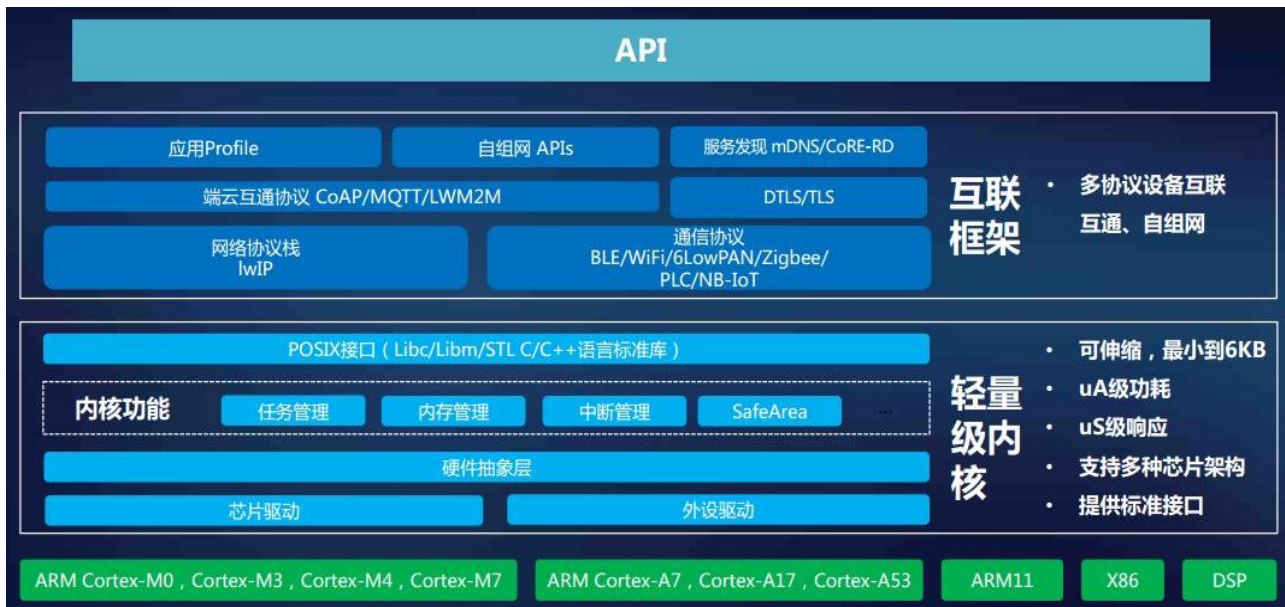 API
应用Profile
自组网 APIs
服务发现 mDNS/CoRE-RD
端云互通协议 CoAP/MQTT/LWM2M
DTLS/TLS
网络协议栈
lwIP
通信协议
BLE/WiFi/6LowPAN/Zigbee/
PLC/NB-IoT
互联
框架
• 多协议设备互联
互通、自组网
POSIX接口（Libc/Libm/STL C/C++语言标准库）
内核功能
任务管理
内存管理
中断管理
SafeArea
...
硬件抽象层
芯片驱动
外设驱动
轻量
级内
核
• 可伸缩，最小到6KB
• uA级功耗
• uS级响应
• 支持多种芯片架构
• 提供标准接口
ARM Cortex-M0，Cortex-M3，Cortex-M4，Cortex-M7
ARM Cortex-A7，Cortex-A17，Cortex-A53
ARM11
X86
DSP